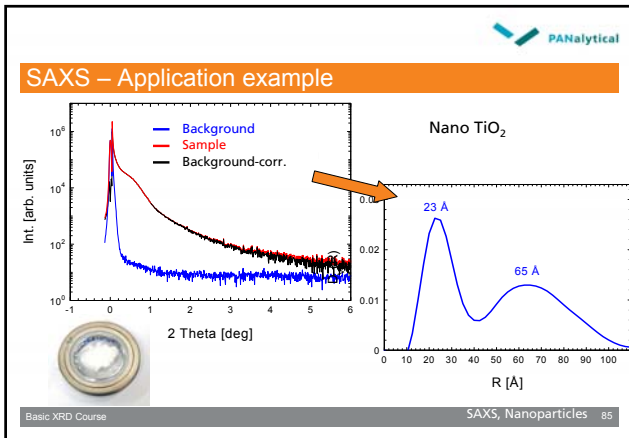 PANalytical
SAXS – Application example
Background
Sample
Background-corr.
Nano TiO₂
Int. [arb. units]
10⁶
10⁴
10²
10⁰
-1 0 1 2 3 4 5 6
2 Theta [deg]
23 Å
65 Å
0.02
0.01
0
0 10 20 30 40 50 60 70 80 90 100
R [Å]
Basic XRD Course
SAXS, Nanoparticles 85